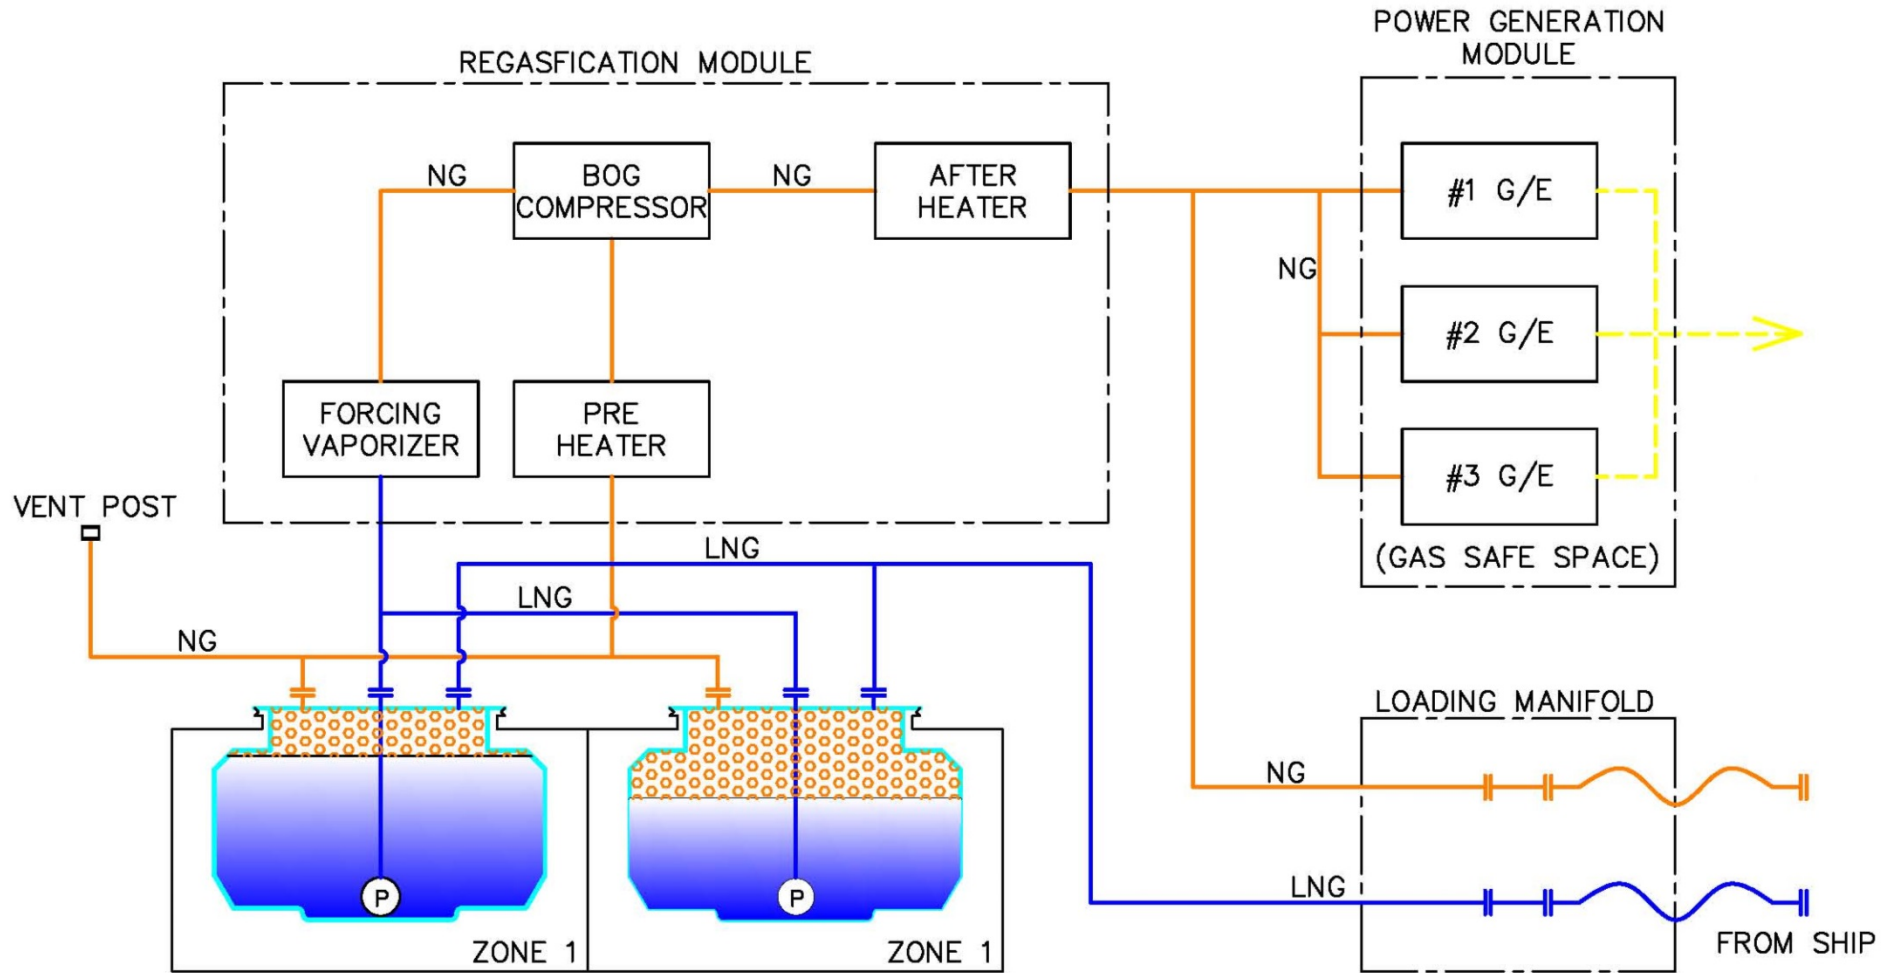 POWER GENERATION
MODULE
REGASFICATION MODULE
NG
BOG
COMPRESSOR
NG
AFTER
HEATER
#1 G/E
NG
#2 G/E
FORCING
VAPORIZER
PRE
HEATER
#3 G/E
VENT POST
LNG
(GAS SAFE SPACE)
LNG
NG
LOADING MANIFOLD
NG
P
P
LNG
ZONE 1
ZONE 1
FROM SHIP